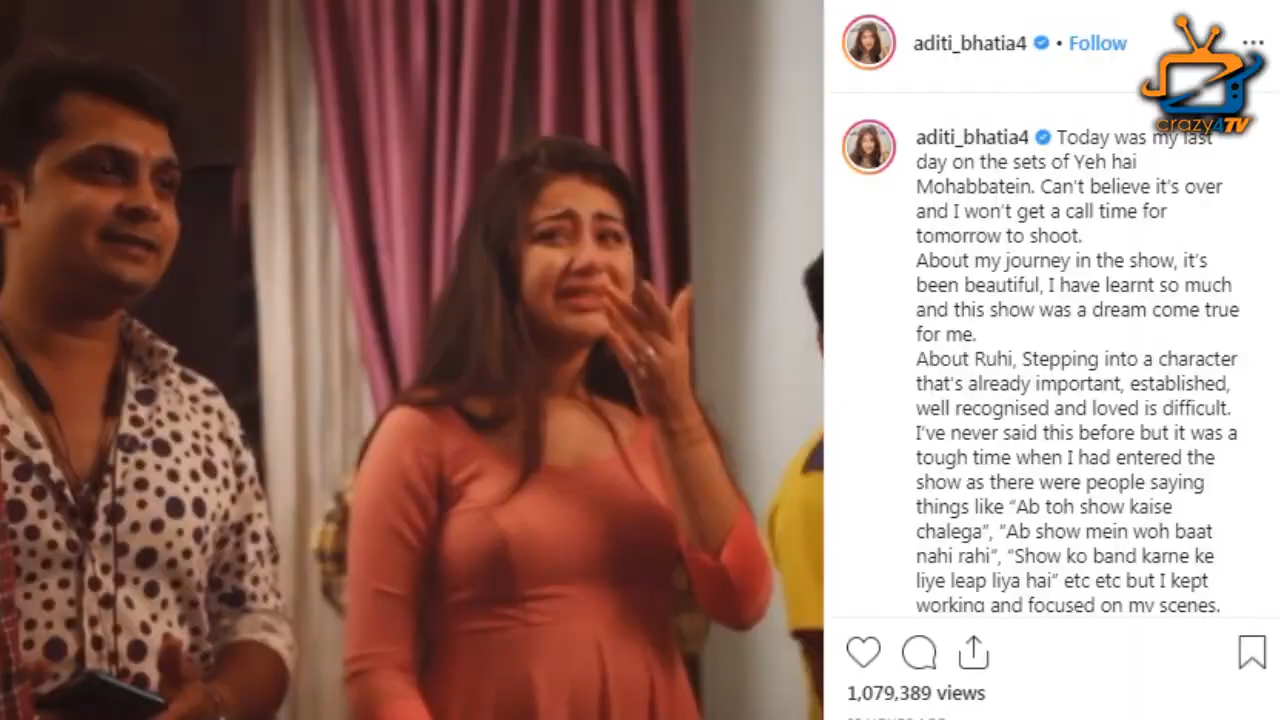 aditi_bhatia4 • Follow
crazy4TV
aditi_bhatia4 Today was my last
day on the sets of Yeh hai
Mohabbatein. Can't believe it's over
and I won't get a call time for
tomorrow to shoot.
About my journey in the show, it's
been beautiful, I have learnt so much
and this show was a dream come true
for me.
About Ruhi, Stepping into a character
that's already important, established,
well recognised and loved is difficult.
I've never said this before but it was a
tough time when I had entered the
show as there were people saying
things like “Ab toh show kaise
chalega”, “Ab show mein woh baat
nahi rahi”, “Show ko band karne ke
liye leap liya hai” etc etc but I kept
working and focused on my scenes.
1,079,389 views